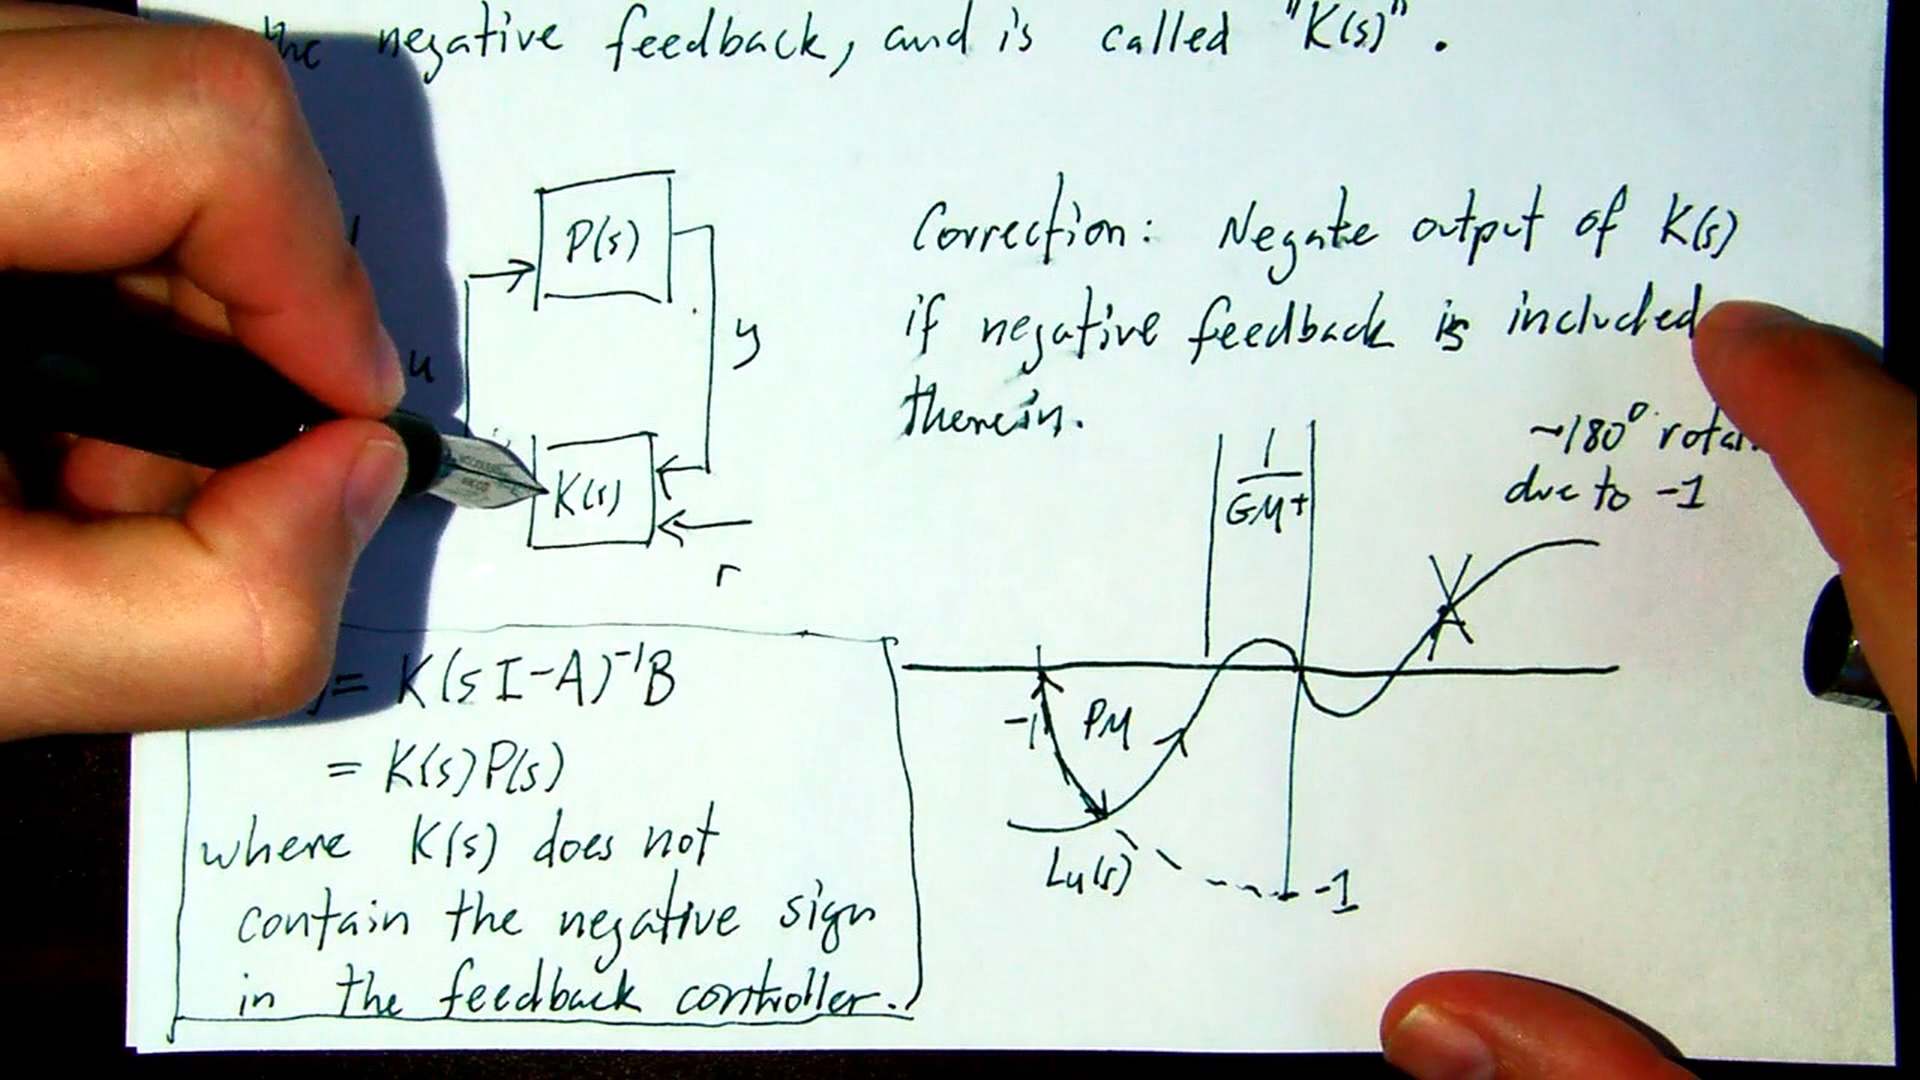 the negative feedback, and is called "K(s)".
P(s)
u
y
K(s)
r
Correction: Negate output of K(s)
if negative feedback is included
therein.
~180° rota
due to -1
1
GM+
-1
PM
Lu(s)
-1
= K(sI-A)⁻¹B
= K(s)P(s)
where K(s) does not
contain the negative sign
in the feedback controller.